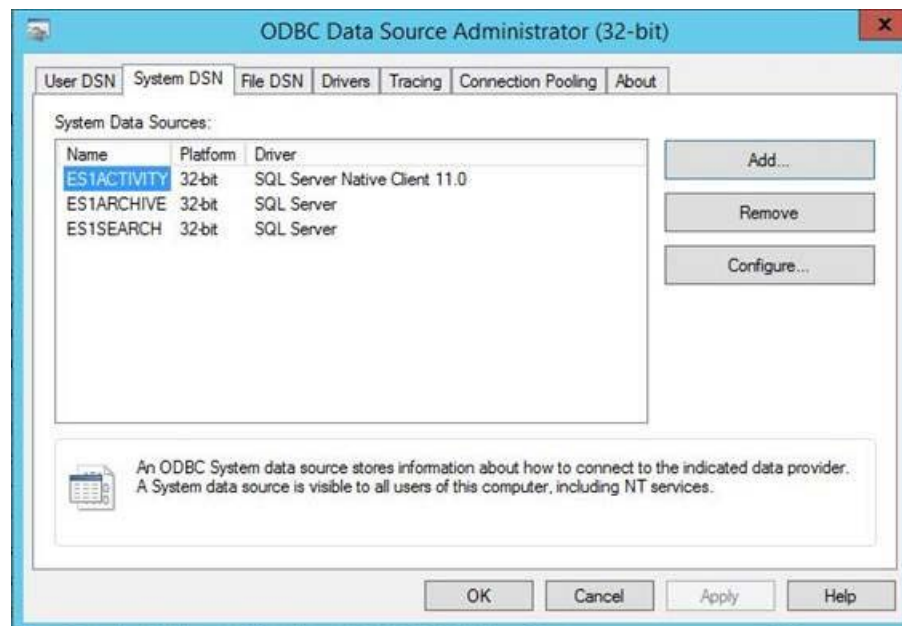 ODBC Data Source Administrator (32-bit)
x
User DSN System DSN File DSN Drivers Tracing Connection Pooling About
System Data Sources:
Name Platform Driver
ES1ACTIVITY 32-bit SQL Server Native Client 11.0
ES1ARCHIVE 32-bit SQL Server
ES1SEARCH 32-bit SQL Server
Add...
Remove
Configure...
An ODBC System data source stores information about how to connect to the indicated data provider.
A System data source is visible to all users of this computer, including NT services.
OK Cancel Apply Help